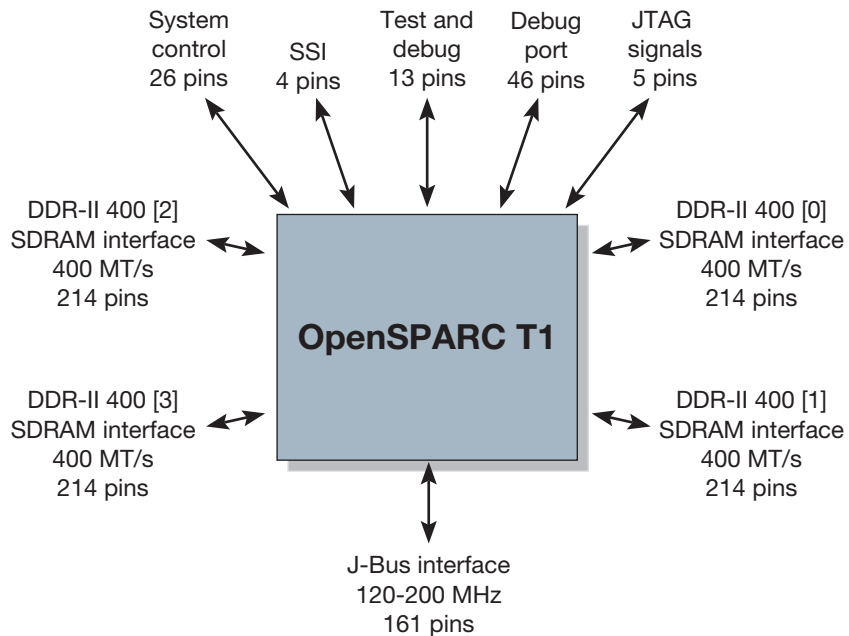 System
control
26 pins
SSI
4 pins
Test and
debug
13 pins
Debug
port
46 pins
JTAG
signals
5 pins
DDR-II 400 [2]
SDRAM interface
400 MT/s
214 pins
DDR-II 400 [0]
SDRAM interface
400 MT/s
214 pins
OpenSPARC T1
DDR-II 400 [3]
SDRAM interface
400 MT/s
214 pins
DDR-II 400 [1]
SDRAM interface
400 MT/s
214 pins
J-Bus interface
120-200 MHz
161 pins